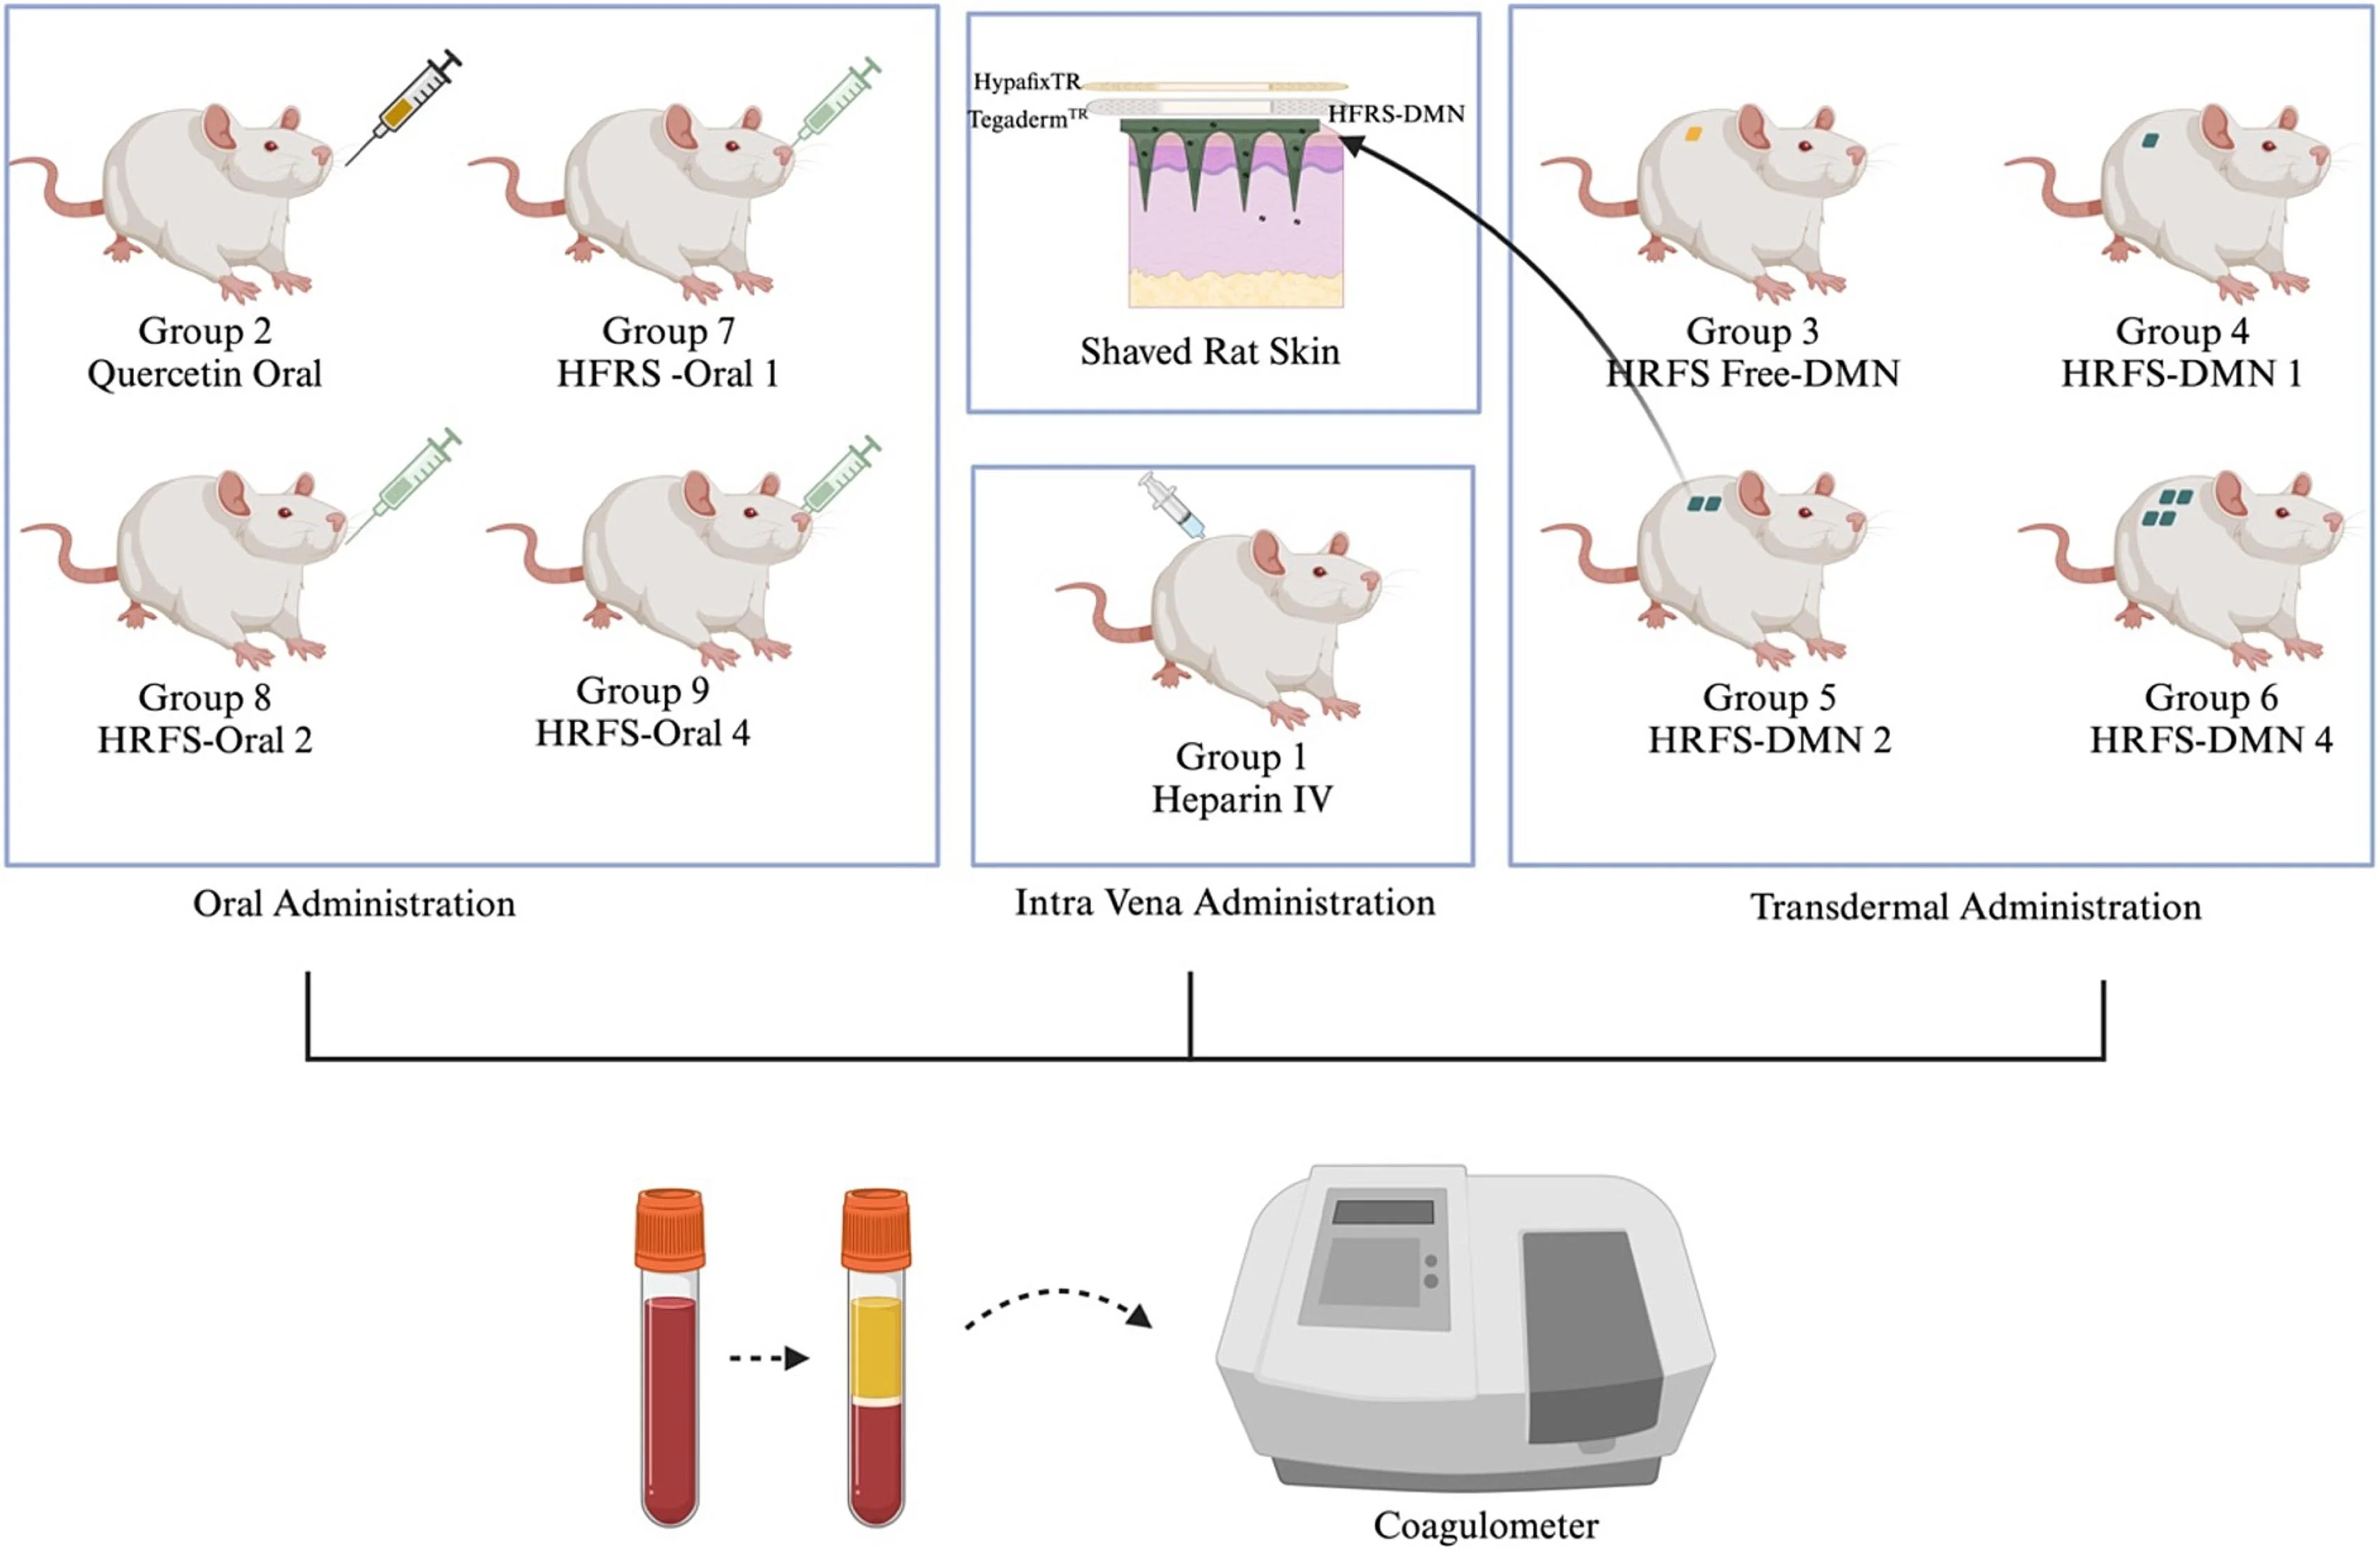 Group 2
Quercetin Oral
Group 7
HFRS -Oral 1
Group 8
HRFS-Oral 2
Group 9
HRFS-Oral 4
HypafixTR
TegadermTR
HFRS-DMN
Shaved Rat Skin
Group 1
Heparin IV
Group 3
HRFS Free-DMN
Group 4
HRFS-DMN 1
Group 5
HRFS-DMN 2
Group 6
HRFS-DMN 4
Oral Administration
Intra Vena Administration
Transdermal Administration
Coagulometer